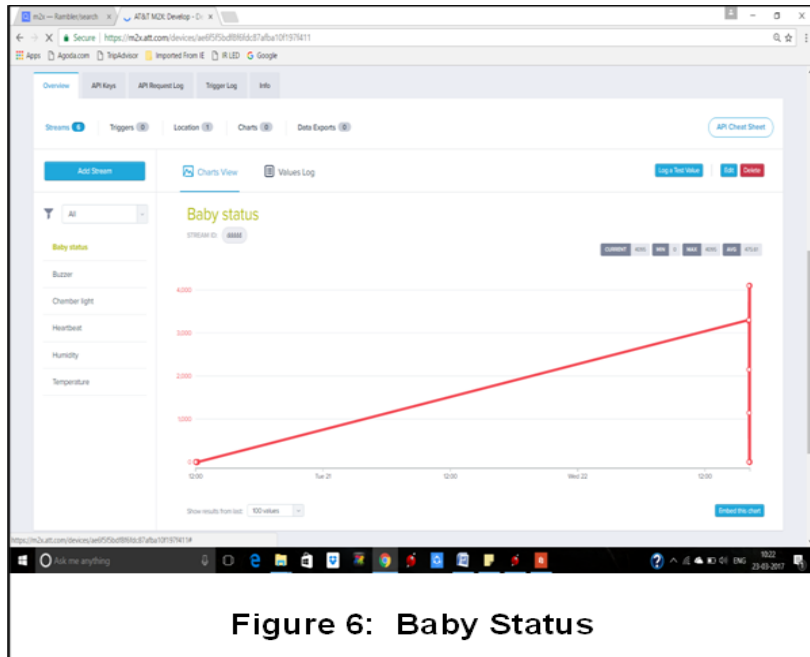 m2x — Rambler/search
AT&T M2X: Develop - De
Secure | https://m2x.att.com/devices/ae6f5f5bdf8f6fdc87afba10f197f411
Apps Agoda.com TripAdvisor Imported From IE IR LED Google
Overview API Keys API Request Log Trigger Log Info
Streams 6 Triggers 0 Location 1 Charts 0 Data Exports 0 API Cheat Sheet
Add Stream Charts View Values Log Log a Test Value Edit Delete
All
Baby status
STREAM ID:
CURRENT 4095 MIN 0 MAX 4095 AVG
Baby status
Buzzer
Chember light
Heartbeat
Humidity
Temperature
4,000
3,000
2,000
1,000
0
12:00 Tue 21 12:00 Wed 22 12:00
Show results from last: 100 values Embed this chart
https://m2x.att.com/devices/ae6f5f5bdf8f6fdc87afba10f197f411#
Ask me anything ENG 10:22
23-03-2017
Figure 6: Baby Status